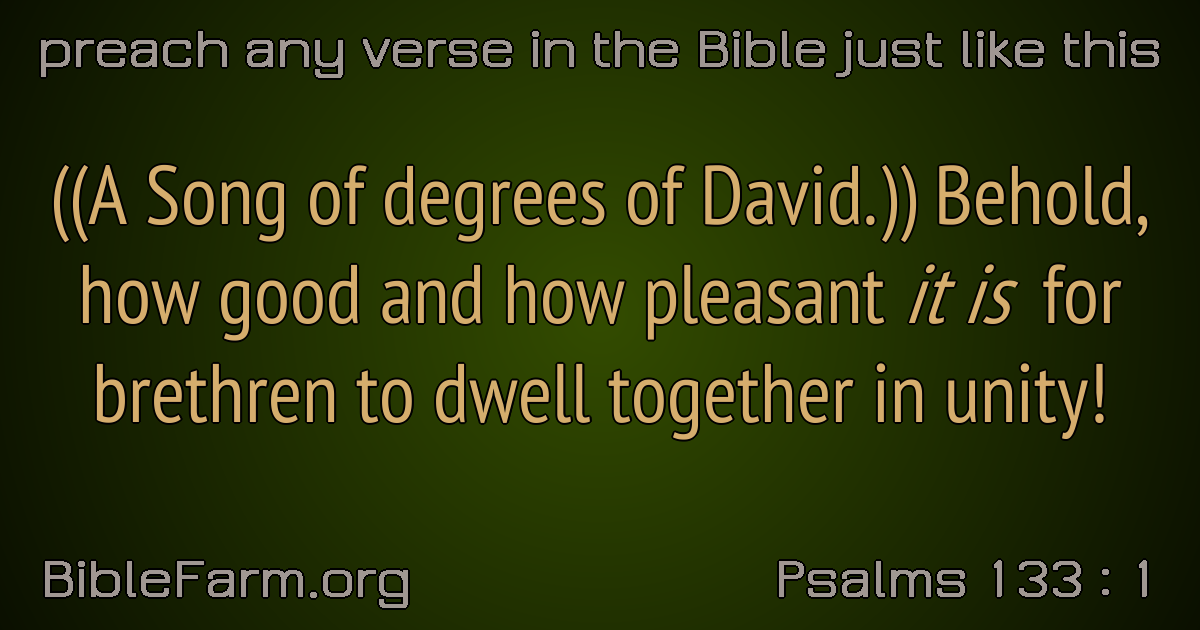 preach any verse in the Bible just like this
((A Song of degrees of David.)) Behold,
how good and how pleasant it is for
brethren to dwell together in unity!
BibleFarm.org
Psalms 133 : 1